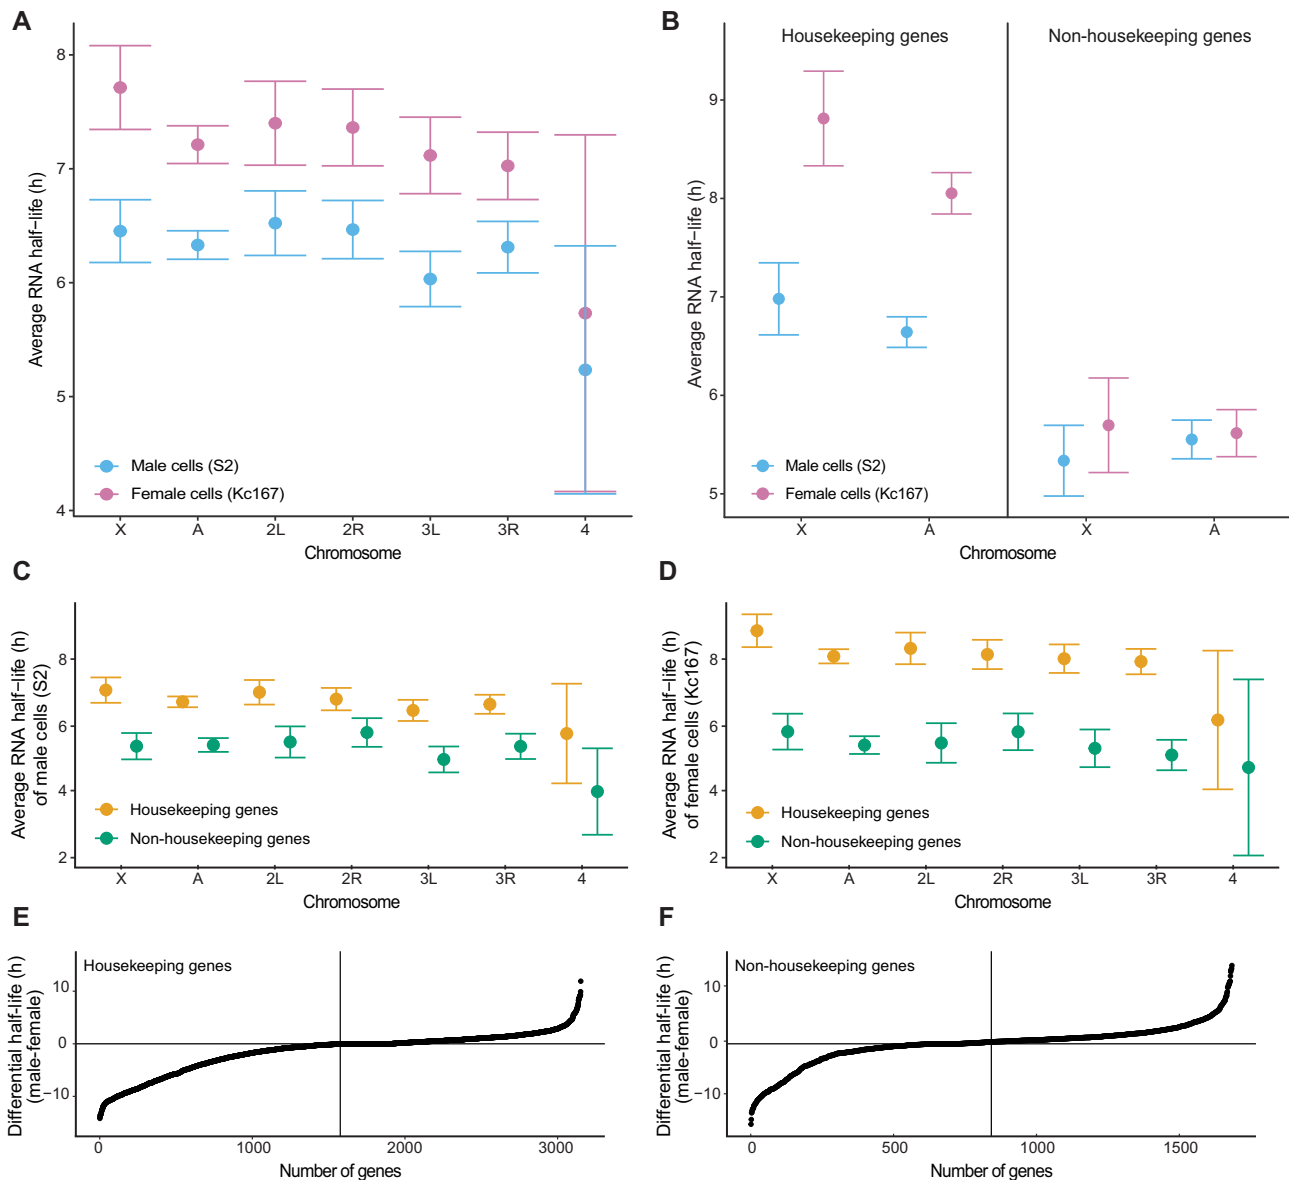 A
Average RNA half−life (h)
8
7
6
5
4
Male cells (S2)
Female cells (Kc167)
X A 2L 2R 3L 3R 4
Chromosome
B
Housekeeping genes Non-housekeeping genes
Average RNA half−life (h)
9
8
7
6
5
Male cells (S2)
Female cells (Kc167)
X A X A
Chromosome
C
Average RNA half−life (h)
of male cells (S2)
8
6
4
2
Housekeeping genes
Non-housekeeping genes
X A 2L 2R 3L 3R 4
Chromosome
D
Average RNA half−life (h)
of female cells (Kc167)
8
6
4
2
Housekeeping genes
Non-housekeeping genes
X A 2L 2R 3L 3R 4
Chromosome
E
Differential half-life (h)
(male-female)
Housekeeping genes
10
0
−10
0 1000 2000 3000
Number of genes
F
Differential half-life (h)
(male-female)
Non-housekeeping genes
10
0
−10
0 500 1000 1500
Number of genes